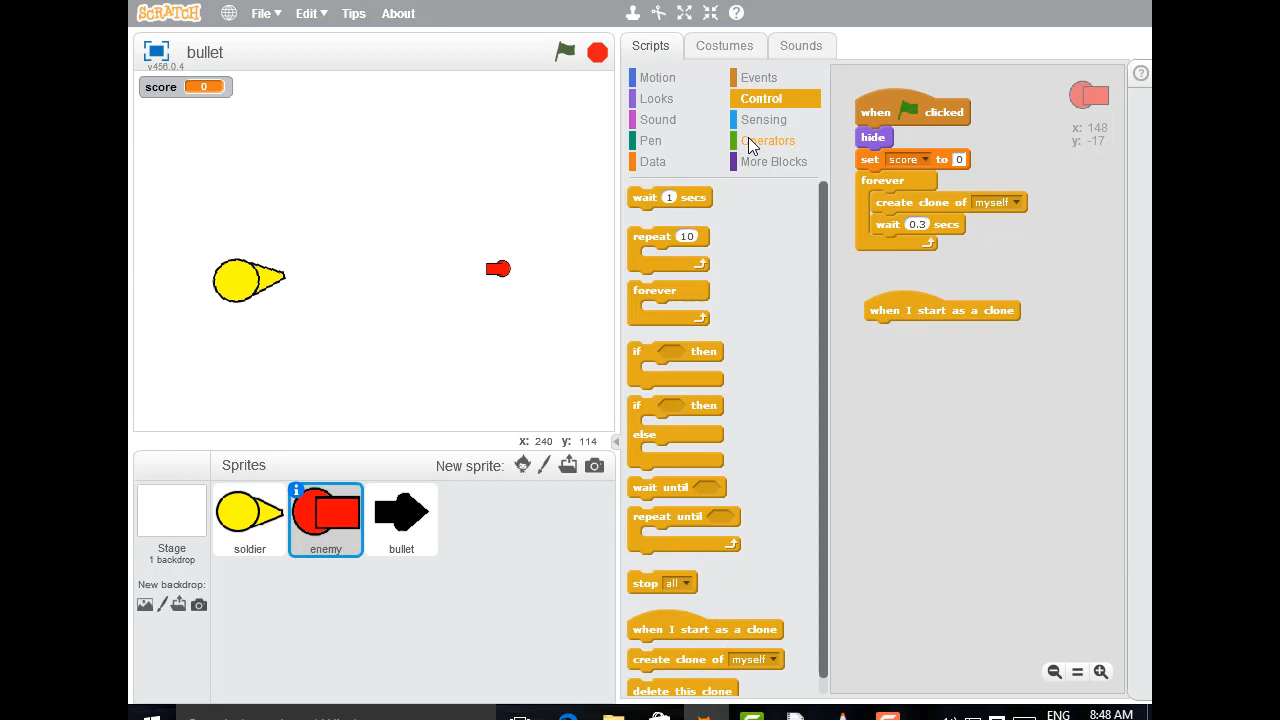 SCRATCH File Edit Tips About
bullet
v456.0.4
score 0
x: 240 y: 114
Scripts Costumes Sounds
Motion Events
Looks Control
Sound Sensing
Pen Operators
Data More Blocks
wait 1 secs
repeat 10
forever
if then
if then
else
wait until
repeat until
stop all
when I start as a clone
create clone of myself
delete this clone
when clicked
hide
set score to 0
forever
create clone of myself
wait 0.3 secs
when I start as a clone
x: 148
y: -17
Sprites New sprite:
Stage
1 backdrop
New backdrop:
soldier enemy bullet
ENG 8:48 AM